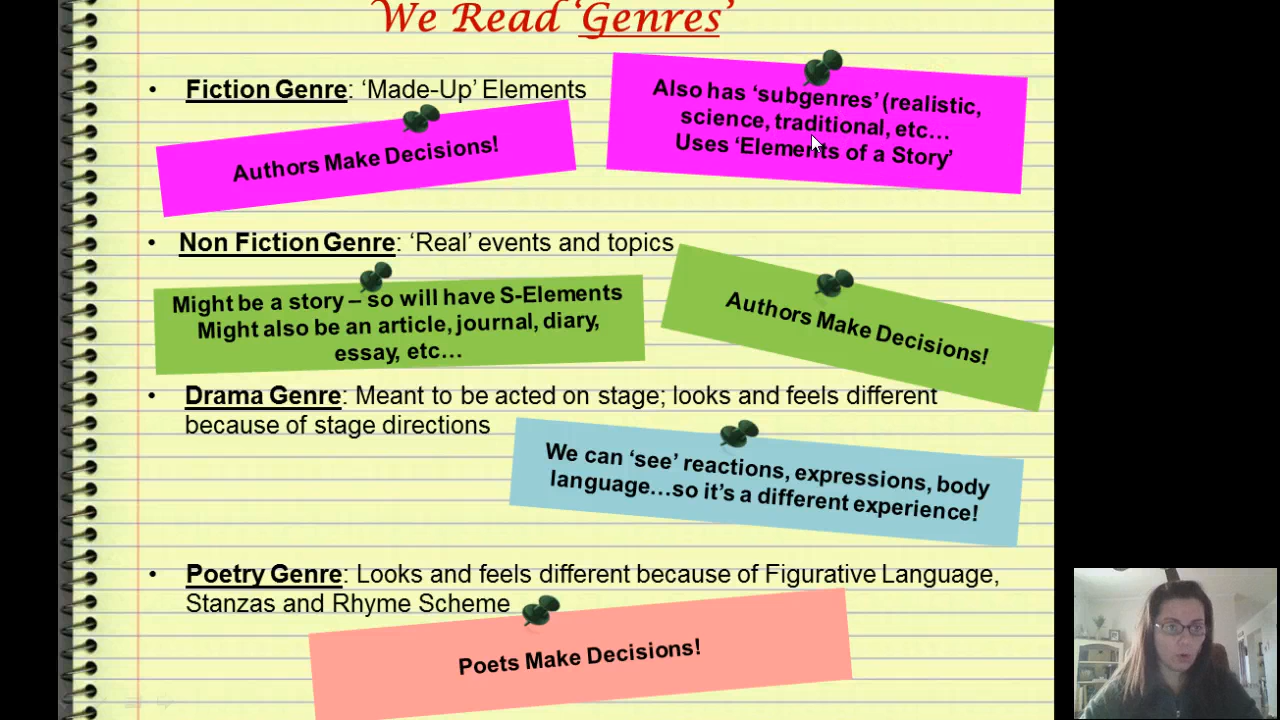 We Read ‘Genres’
• Fiction Genre: ‘Made-Up’ Elements
Also has ‘subgenres’ (realistic,
science, traditional, etc…
Uses ‘Elements of a Story’
Authors Make Decisions!
• Non Fiction Genre: ‘Real’ events and topics
Might be a story – so will have S-Elements
Might also be an article, journal, diary,
essay, etc…
Authors Make Decisions!
• Drama Genre: Meant to be acted on stage; looks and feels different
because of stage directions
We can ‘see’ reactions, expressions, body
language…so it’s a different experience!
• Poetry Genre: Looks and feels different because of Figurative Language,
Stanzas and Rhyme Scheme
Poets Make Decisions!